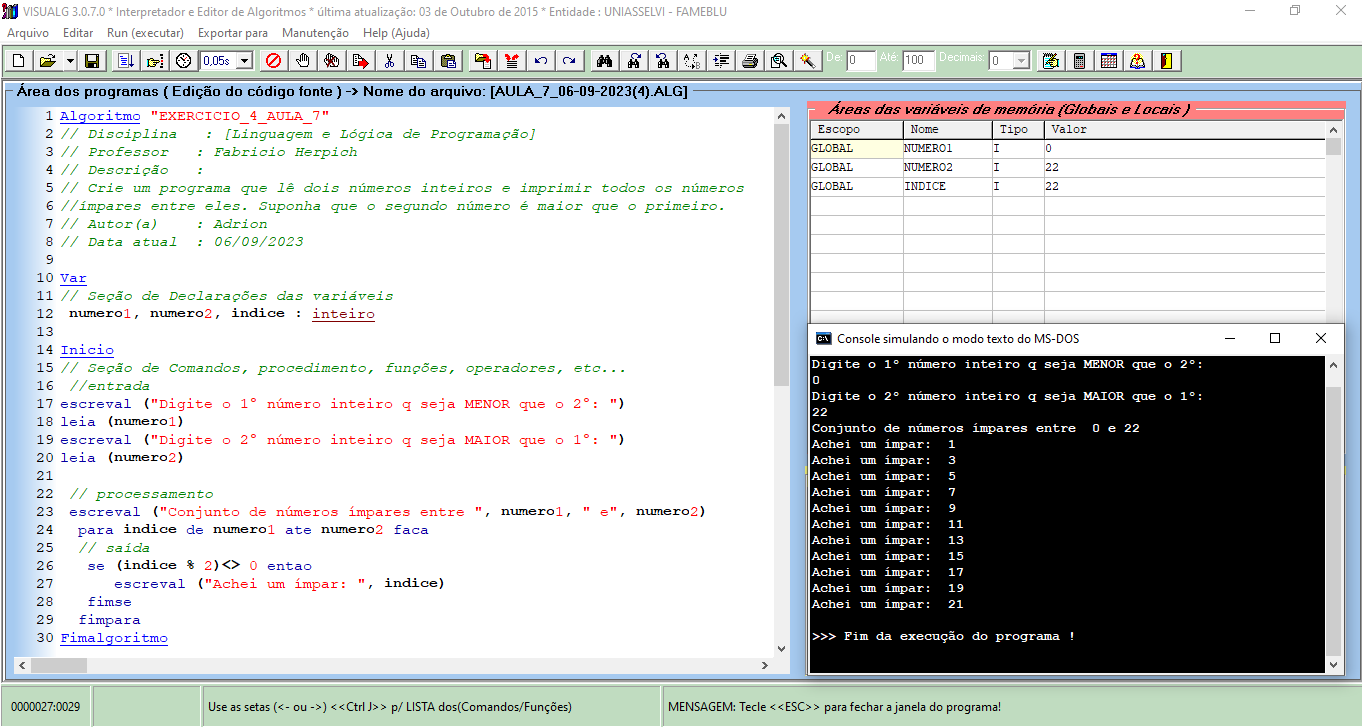 VISUALG 3.0.7.0 * Interpretador e Editor de Algoritmos * última atualização: 03 de Outubro de 2015 * Entidade : UNIASSELVI - FAMEBLU
Arquivo Editar Run (executar) Exportar para Manutenção Help (Ajuda)
0,05s De: 0 Até: 100 Decimais: 0
Área dos programas ( Edição do código fonte ) -> Nome do arquivo: [AULA_7_06-09-2023(4).ALG]
1 Algoritmo "EXERCICIO_4_AULA_7"
2 // Disciplina : [Linguagem e Lógica de Programação]
3 // Professor : Fabricio Herpich
4 // Descrição :
5 // Crie um programa que lê dois números inteiros e imprimir todos os números
6 //ímpares entre eles. Suponha que o segundo número é maior que o primeiro.
7 // Autor(a) : Adrion
8 // Data atual : 06/09/2023
9
10 Var
11 // Seção de Declarações das variáveis
12 numero1, numero2, indice : inteiro
13
14 Inicio
15 // Seção de Comandos, procedimento, funções, operadores, etc...
16 //entrada
17 escreval ("Digite o 1º número inteiro q seja MENOR que o 2º: ")
18 leia (numero1)
19 escreval ("Digite o 2º número inteiro q seja MAIOR que o 1º: ")
20 leia (numero2)
21
22 // processamento
23 escreval ("Conjunto de números ímpares entre ", numero1, " e", numero2)
24 para indice de numero1 ate numero2 faca
25 // saída
26 se (indice % 2)<> 0 entao
27 escreval ("Achei um ímpar: ", indice)
28 fimse
29 fimpara
30 Fimalgoritmo
Áreas das variáveis de memória (Globais e Locais )
Escopo Nome Tipo Valor
GLOBAL NUMERO1 I 0
GLOBAL NUMERO2 I 22
GLOBAL INDICE I 22
C:\ Console simulando o modo texto do MS-DOS
Digite o 1º número inteiro q seja MENOR que o 2º:
0
Digite o 2º número inteiro q seja MAIOR que o 1º:
22
Conjunto de números ímpares entre 0 e 22
Achei um ímpar: 1
Achei um ímpar: 3
Achei um ímpar: 5
Achei um ímpar: 7
Achei um ímpar: 9
Achei um ímpar: 11
Achei um ímpar: 13
Achei um ímpar: 15
Achei um ímpar: 17
Achei um ímpar: 19
Achei um ímpar: 21
>>> Fim da execução do programa !
0000027:0029 Use as setas (<- ou ->) <<Ctrl J>> p/ LISTA dos(Comandos/Funções) MENSAGEM: Tecle <<ESC>> para fechar a janela do programa!